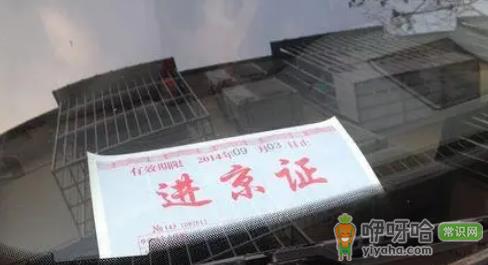 有效期限 2014年09月03日止
进京证
咿呀哈 常识网
yiyaha.com